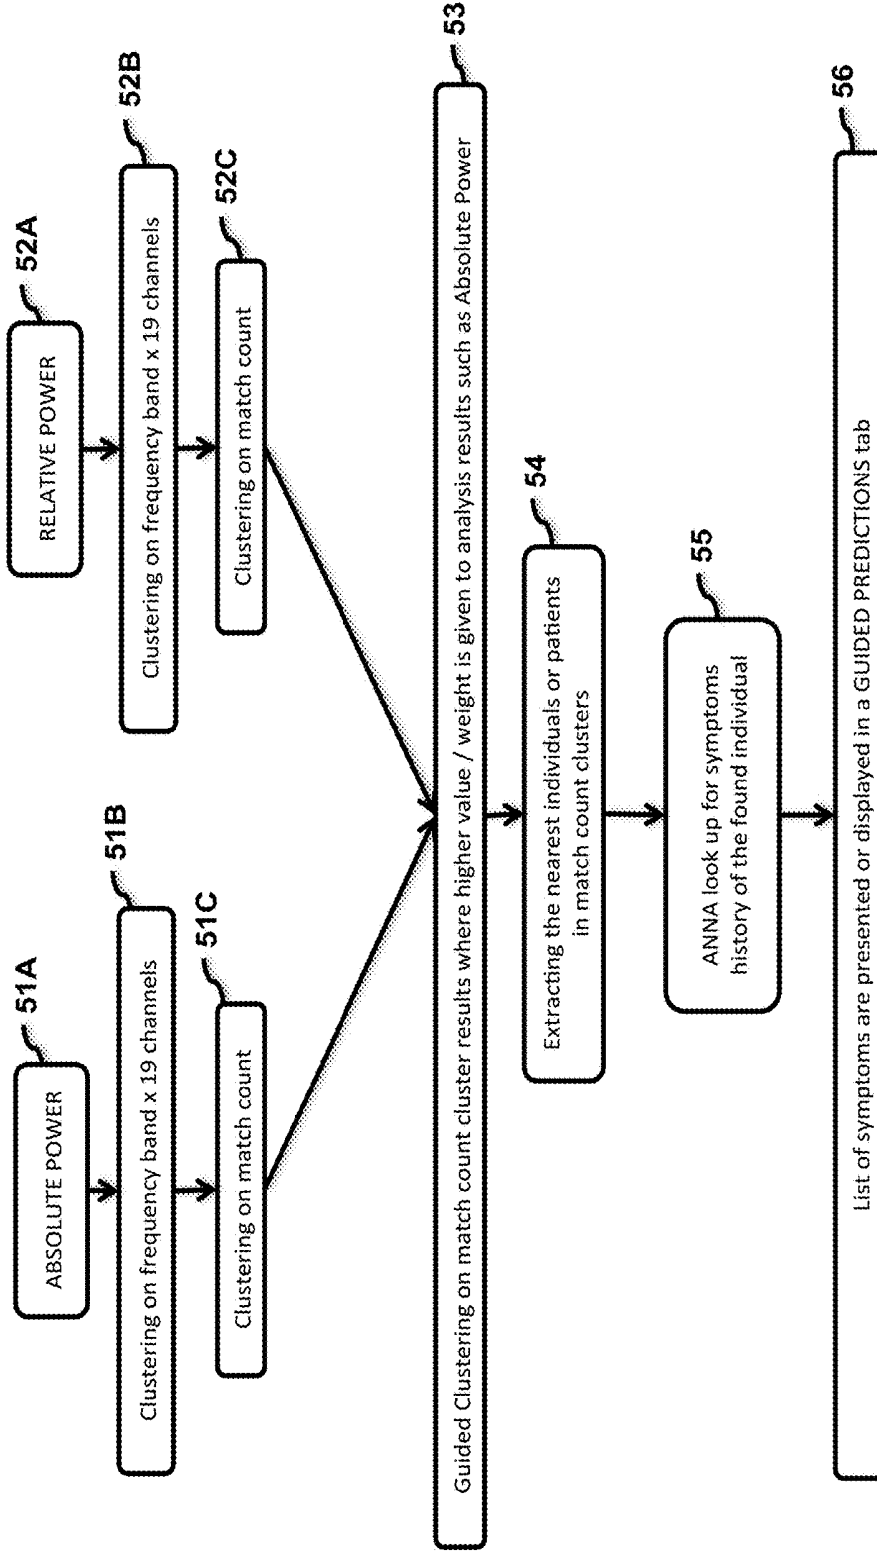 51A
ABSOLUTE POWER
51B
Clustering on frequency band x 19 channels
51C
Clustering on match count
52A
RELATIVE POWER
52B
Clustering on frequency band x 19 channels
52C
Clustering on match count
53
Guided Clustering on match count cluster results where higher value / weight is given to analysis results such as Absolute Power
54
Extracting the nearest individuals or patients
in match count clusters
55
ANNA look up for symptoms
history of the found individual
56
List of symptoms are presented or displayed in a GUIDED PREDICTIONS tab